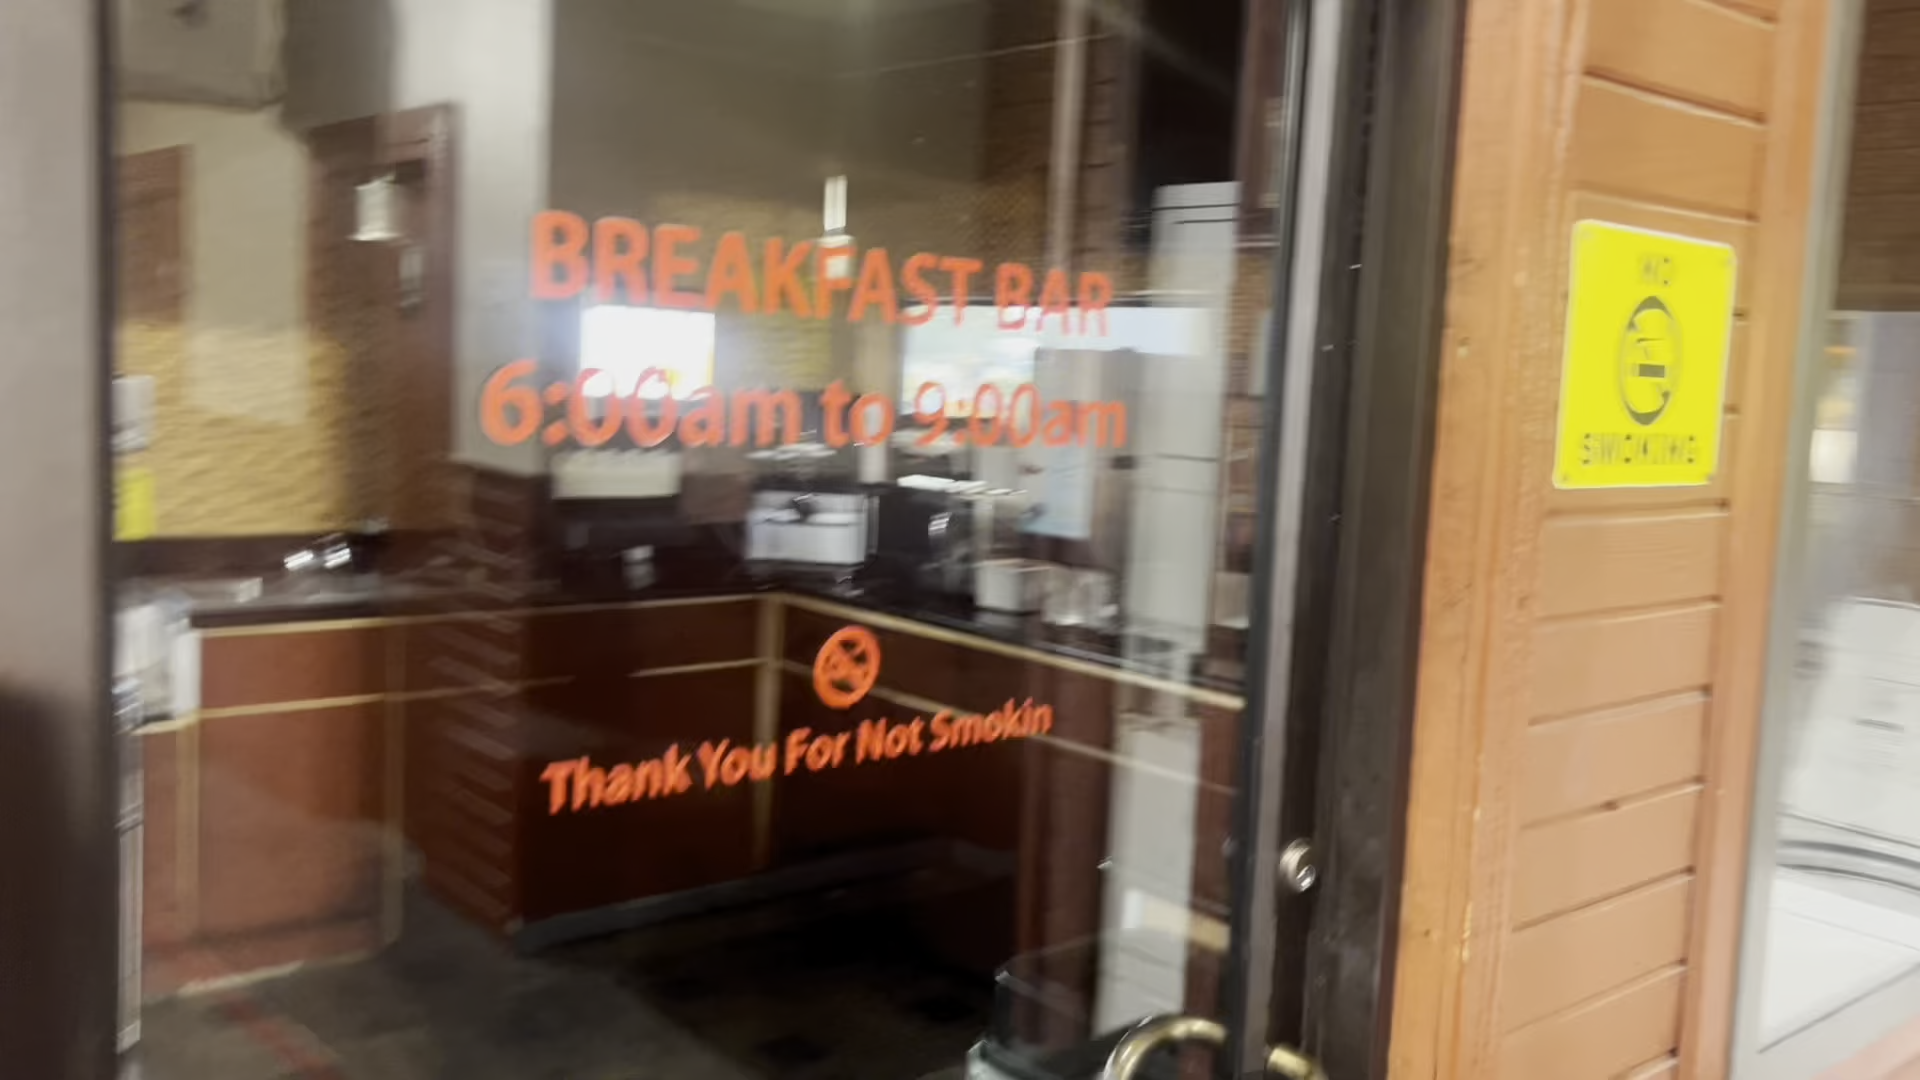 BREAKFAST BAR
6:00am to 9:00am
Thank You For Not Smokin
NO
SMOKING